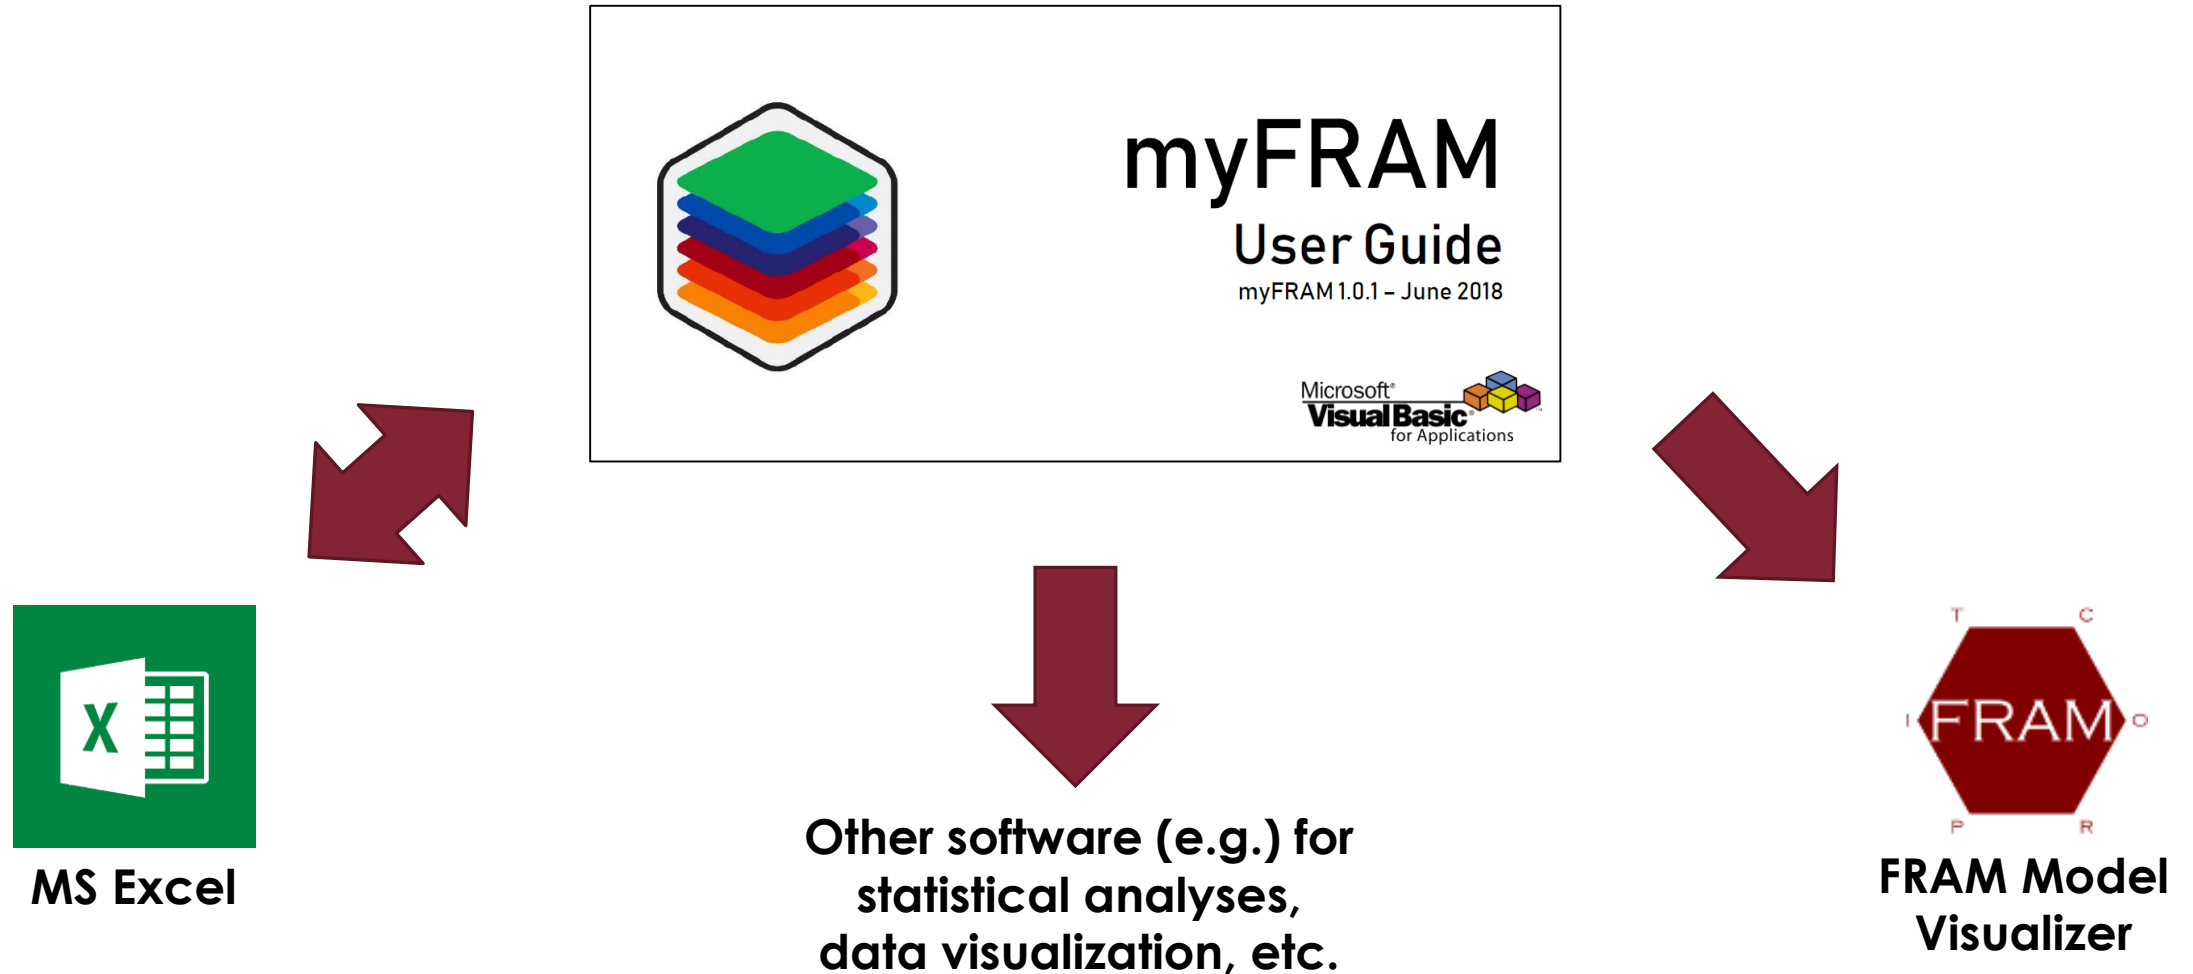 myFRAM
User Guide
myFRAM 1.0.1 – June 2018
Microsoft®
Visual Basic®
for Applications
X
MS Excel
Other software (e.g.) for
statistical analyses,
data visualization, etc.
T C
I FRAM O
P R
FRAM Model
Visualizer